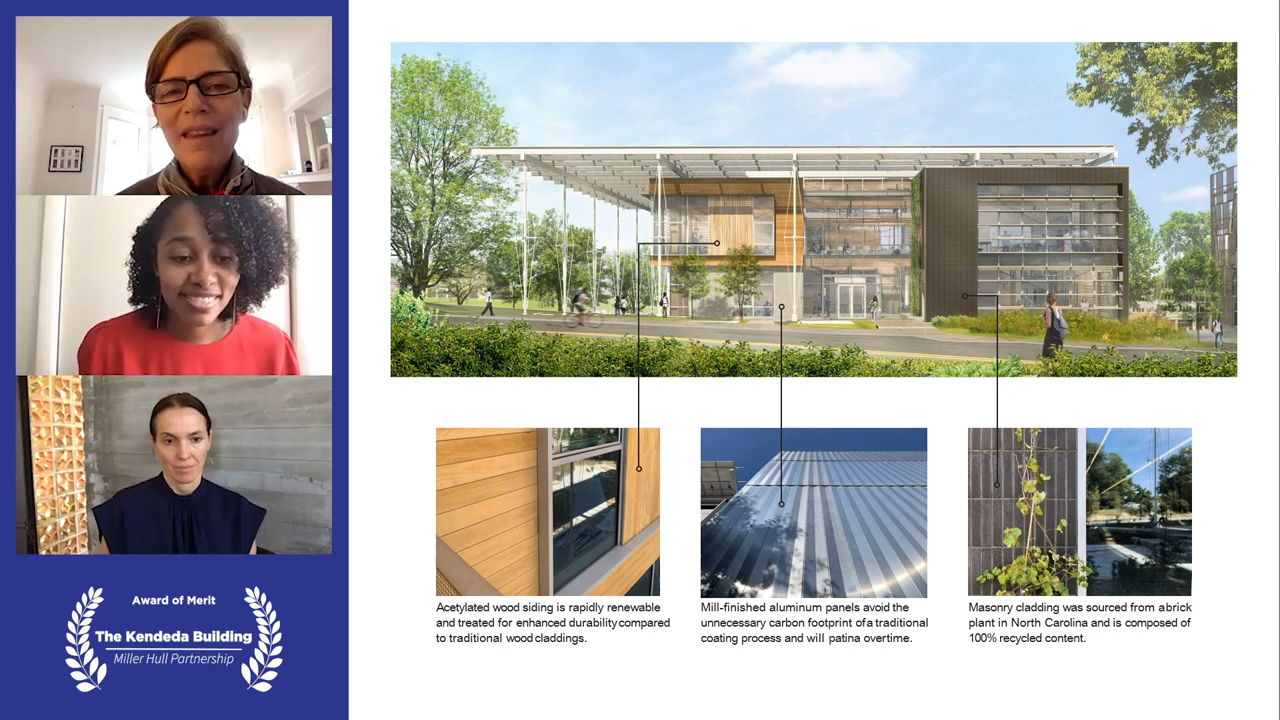 Award of Merit
The Kendeda Building
Miller Hull Partnership
Acetylated wood siding is rapidly renewable
and treated for enhanced durability compared
to traditional wood claddings.
Mill-finished aluminum panels avoid the
unnecessary carbon footprint of a traditional
coating process and will patina overtime.
Masonry cladding was sourced from a brick
plant in North Carolina and is composed of
100% recycled content.